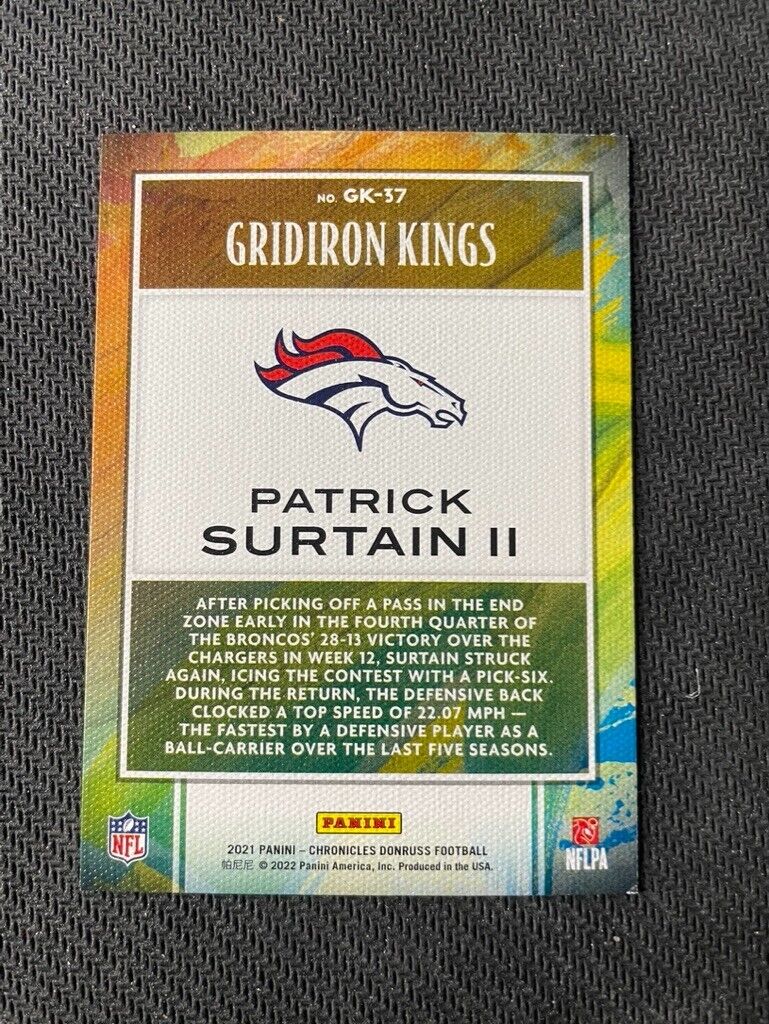 NO. GK-37
GRIDIRON KINGS
PATRICK
SURTAIN II
AFTER PICKING OFF A PASS IN THE END
ZONE EARLY IN THE FOURTH QUARTER OF
THE BRONCOS' 28-13 VICTORY OVER THE
CHARGERS IN WEEK 12, SURTAIN STRUCK
AGAIN, ICING THE CONTEST WITH A PICK-SIX.
DURING THE RETURN, THE DEFENSIVE BACK
CLOCKED A TOP SPEED OF 22.07 MPH —
THE FASTEST BY A DEFENSIVE PLAYER AS A
BALL-CARRIER OVER THE LAST FIVE SEASONS.
PANINI
NFL
2021 PANINI – CHRONICLES DONRUSS FOOTBALL
帕尼尼 © 2022 Panini America, Inc. Produced in the USA.
NFLPA